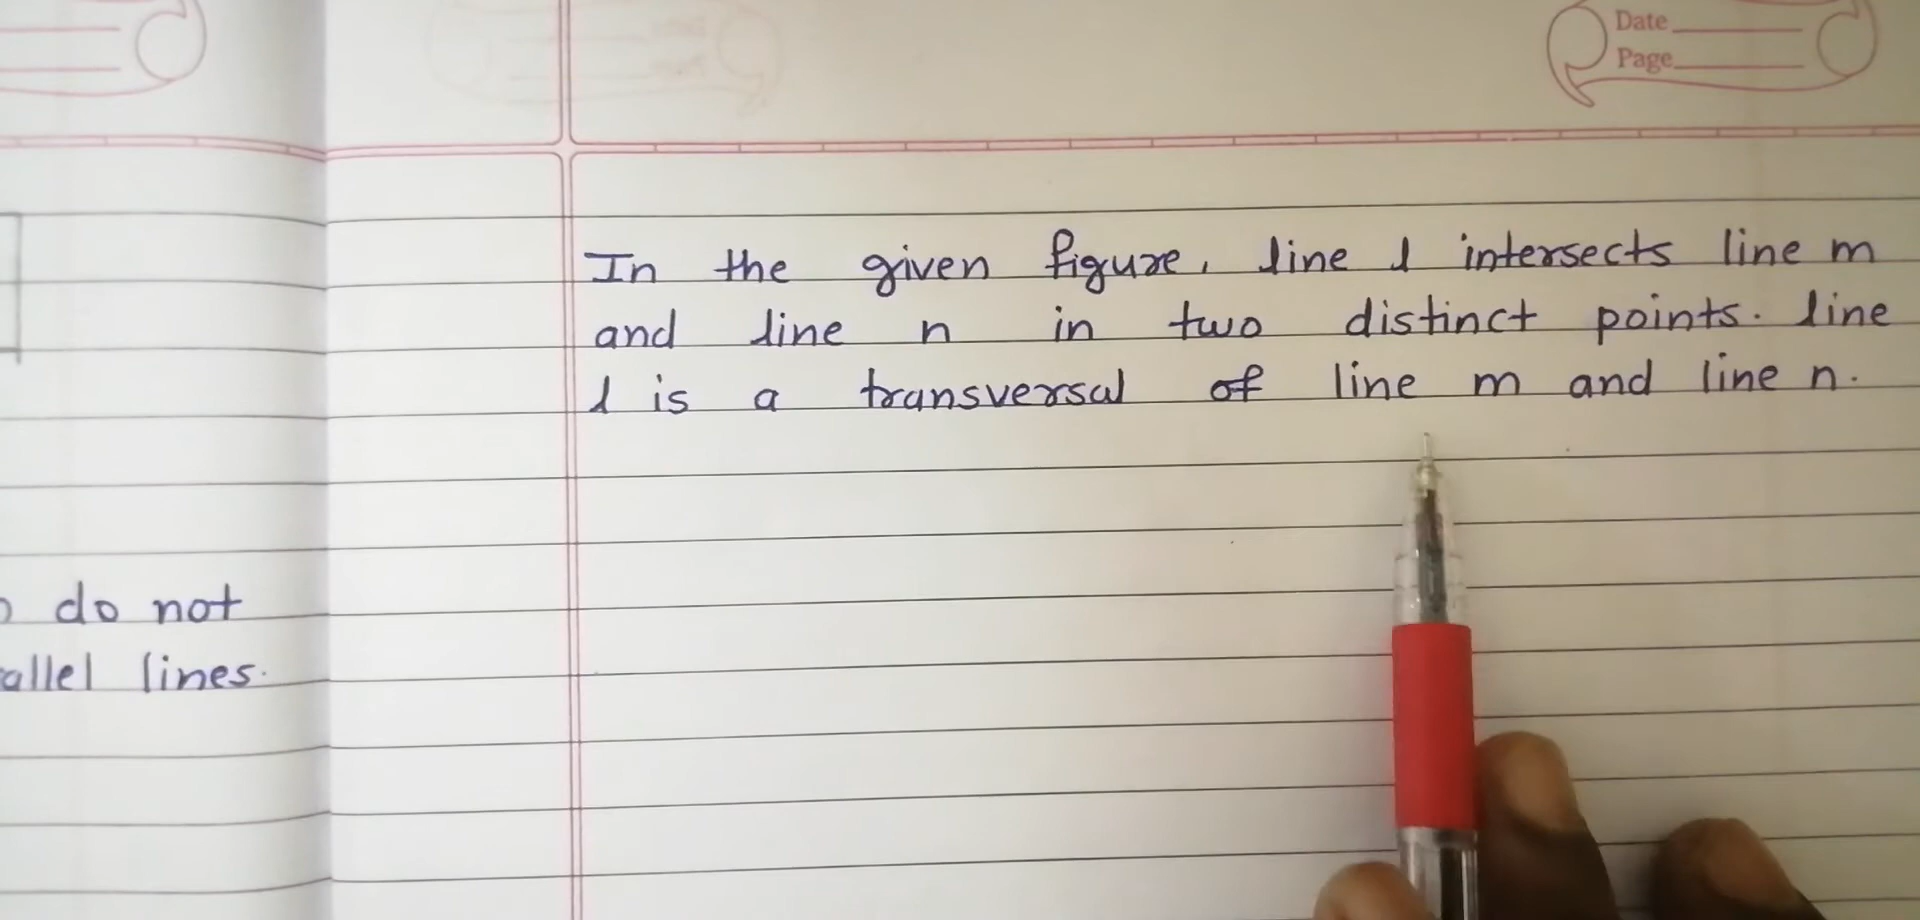 Date
Page
In the given figure, line l intersects line m
and line n in two distinct points. line
l is a transversal of line m and line n.
do not
allel lines.